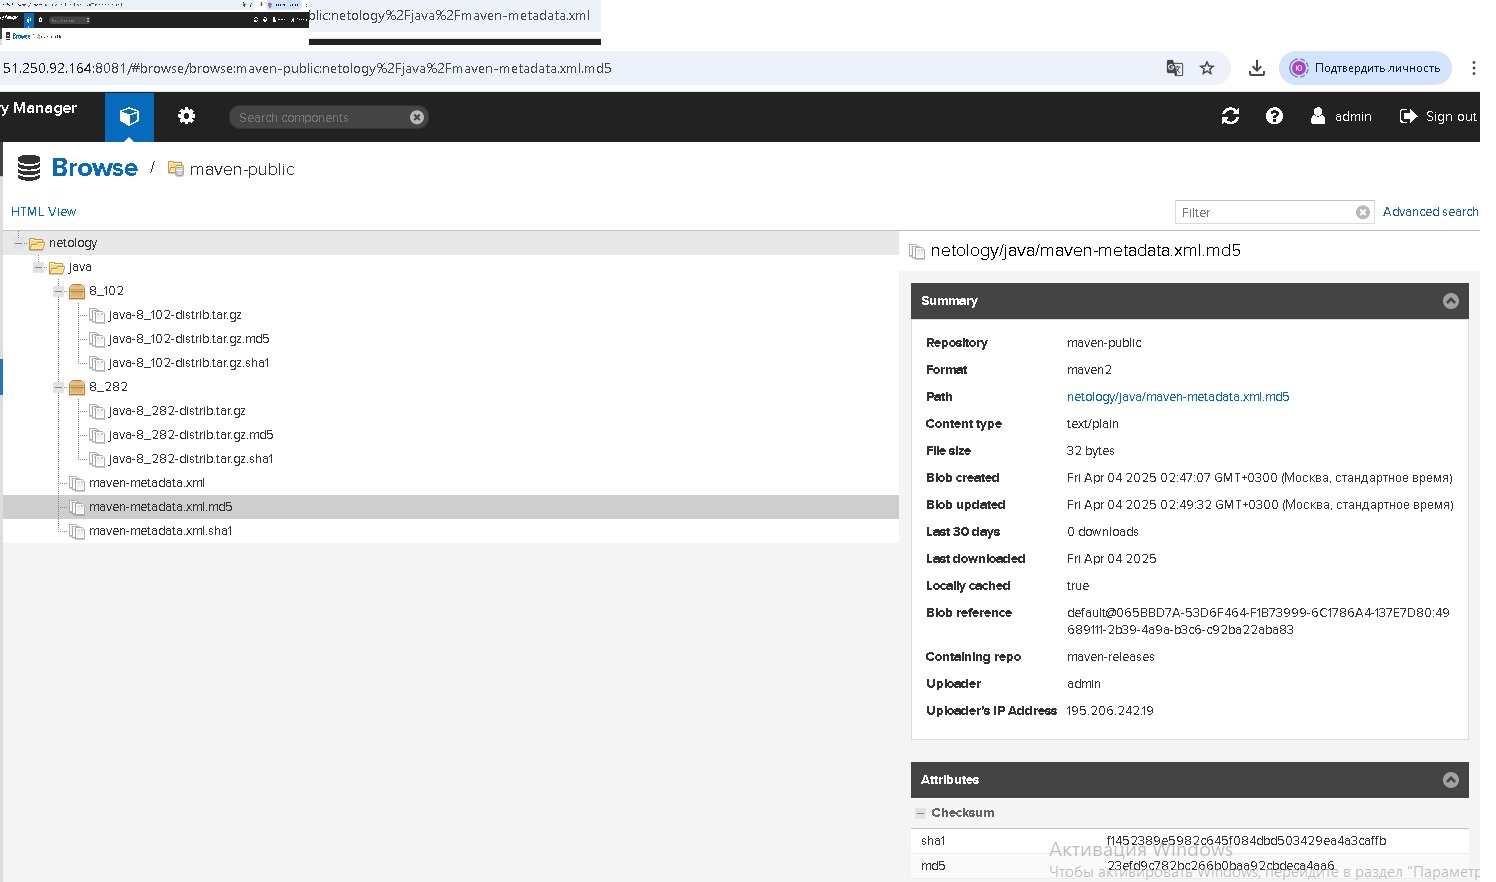 blic:netology%2Fjava%2Fmaven-metadata.xml
51.250.92.164:8081/#browse/browse:maven-public:netology%2Fjava%2Fmaven-metadata.xml.md5
Ю Подтвердить личность
y Manager
Search components
admin
Sign out
Browse / maven-public
HTML View
Filter
Advanced search
netology
java
8_102
java-8_102-distrib.tar.gz
java-8_102-distrib.tar.gz.md5
java-8_102-distrib.tar.gz.sha1
8_282
java-8_282-distrib.tar.gz
java-8_282-distrib.tar.gz.md5
java-8_282-distrib.tar.gz.sha1
maven-metadata.xml
maven-metadata.xml.md5
maven-metadata.xml.sha1
netology/java/maven-metadata.xml.md5
Summary
Repository maven-public
Format maven2
Path netology/java/maven-metadata.xml.md5
Content type text/plain
File size 32 bytes
Blob created Fri Apr 04 2025 02:47:07 GMT+0300 (Москва, стандартное время)
Blob updated Fri Apr 04 2025 02:49:32 GMT+0300 (Москва, стандартное время)
Last 30 days 0 downloads
Last downloaded Fri Apr 04 2025
Locally cached true
Blob reference default@065BBD7A-53D6F464-F1B73999-6C1786A4-137E7D80:49
689111-2b39-4a9a-b3c6-c92ba22aba83
Containing repo maven-releases
Uploader admin
Uploader's IP Address 195.206.242.19
Attributes
Checksum
sha1 f1452389e5982c645f084dbd503429ea4a3caffb
Активация Windows
md5 23efd9c782bc266b0baa92cbdeca4aa6
Чтобы активировать Windows, перейдите в раздел "Параметр